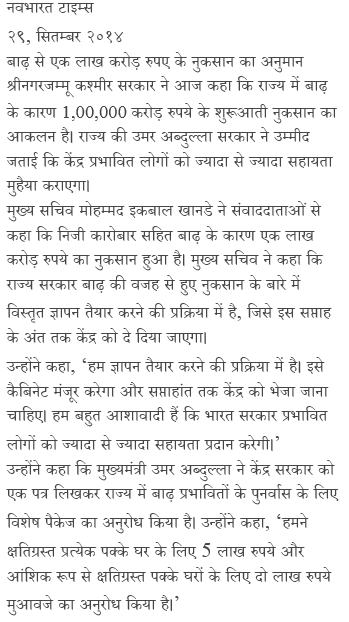 नवभारत टाइम्स
२९, सितम्बर २०१४
बाढ़ से एक लाख करोड़ रुपए के नुकसान का अनुमान
श्रीनगरजम्मू कश्मीर सरकार ने आज कहा कि राज्य में बाढ़
के कारण 1,00,000 करोड़ रुपये के शुरूआती नुकसान का
आकलन है। राज्य की उमर अब्दुल्ला सरकार ने उम्मीद
जताई कि केंद्र प्रभावित लोगों को ज्यादा से ज्यादा सहायता
मुहैया कराएगा।
मुख्य सचिव मोहम्मद इकबाल खानडे ने संवाददाताओं से
कहा कि निजी कारोबार सहित बाढ़ के कारण एक लाख
करोड़ रुपये का नुकसान हुआ है। मुख्य सचिव ने कहा कि
राज्य सरकार बाढ़ की वजह से हुए नुकसान के बारे में
विस्तृत ज्ञापन तैयार करने की प्रक्रिया में है, जिसे इस सप्ताह
के अंत तक केंद्र को दे दिया जाएगा।
उन्होंने कहा, ‘हम ज्ञापन तैयार करने की प्रक्रिया में है। इसे
कैबिनेट मंजूर करेगा और सप्ताहांत तक केंद्र को भेजा जाना
चाहिए। हम बहुत आशावादी हैं कि भारत सरकार प्रभावित
लोगों को ज्यादा से ज्यादा सहायता प्रदान करेगी।’
उन्होंने कहा कि मुख्यमंत्री उमर अब्दुल्ला ने केंद्र सरकार को
एक पत्र लिखकर राज्य में बाढ़ प्रभावितों के पुनर्वास के लिए
विशेष पैकेज का अनुरोध किया है। उन्होंने कहा, ‘हमने
क्षतिग्रस्त प्रत्येक पक्के घर के लिए 5 लाख रुपये और
आंशिक रूप से क्षतिग्रस्त पक्के घरों के लिए दो लाख रुपये
मुआवजे का अनुरोध किया है।’